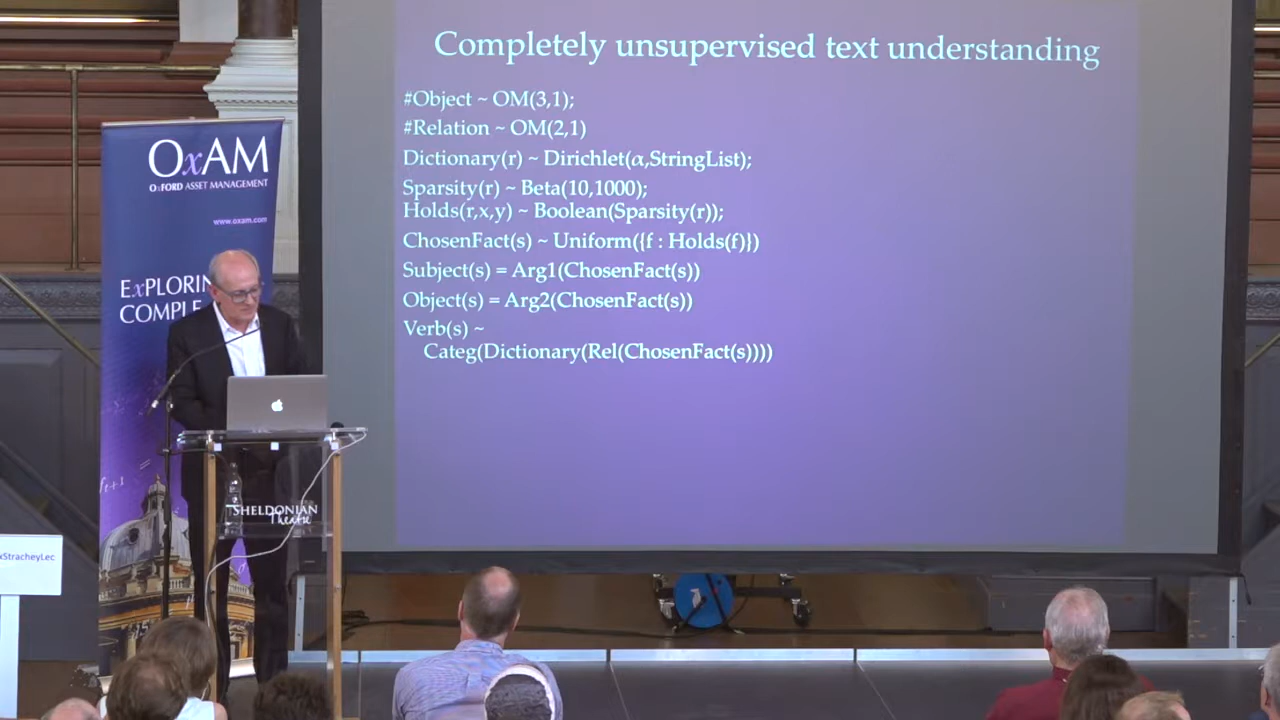 Completely unsupervised text understanding
#Object ~ OM(3,1);
#Relation ~ OM(2,1)
Dictionary(r) ~ Dirichlet(α,StringList);
Sparsity(r) ~ Beta(10,1000);
Holds(r,x,y) ~ Boolean(Sparsity(r));
ChosenFact(s) ~ Uniform({f : Holds(f)})
Subject(s) = Arg1(ChosenFact(s))
Object(s) = Arg2(ChosenFact(s))
Verb(s) ~
Categ(Dictionary(Rel(ChosenFact(s))))
OxAM
OxFORD ASSET MANAGEMENT
www.oxam.com
ExPLORIN
COMPLE
SHELDONIAN
Theatre
xStracheyLec